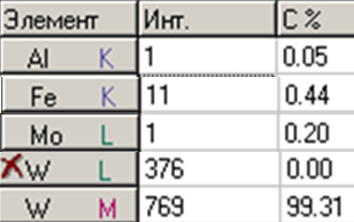 Элемент Инт. C %
Al K 1 0.05
Fe K 11 0.44
Mo L 1 0.20
W L 376 0.00
W M 769 99.31